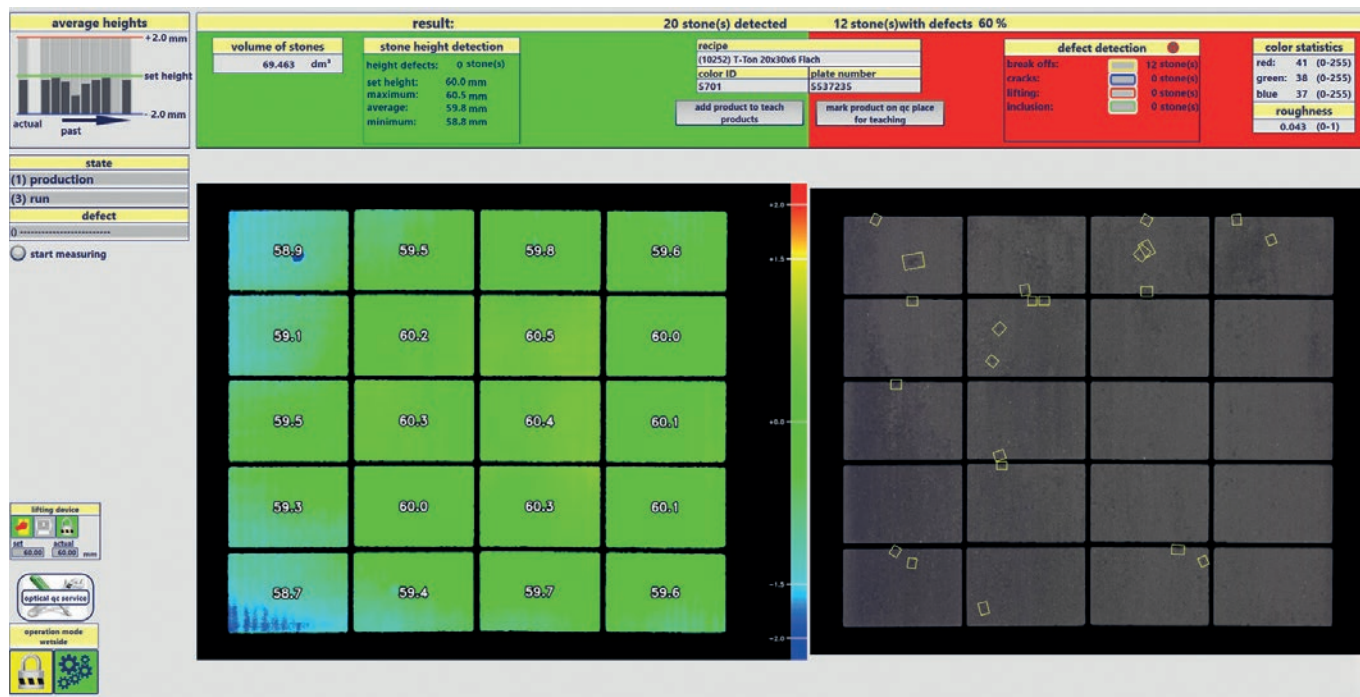 average heights
+2.0 mm
set height
- 2.0 mm
actual
past
result:
20 stone(s) detected
12 stone(s)with defects 60 %
volume of stones
69.463 dm³
stone height detection
height defects: 0 stone(s)
set height: 60.0 mm
maximum: 60.5 mm
average: 59.8 mm
minimum: 58.8 mm
recipe
(10252) T-Ton 20x30x6 Flach
color ID
plate number
5701
5537235
add product to teach
products
mark product on qc place
for teaching
defect detection
break offs: 12 stone(s)
cracks: 0 stone(s)
lifting: 0 stone(s)
inclusion: 0 stone(s)
color statistics
red: 41 (0-255)
green: 38 (0-255)
blue 37 (0-255)
roughness
0.043 (0-1)
state
(1) production
(3) run
defect
() -------------------------
start measuring
58.9 59.5 59.8 59.6
59.1 60.2 60.5 60.0
59.5 60.3 60.4 60.1
59.3 60.0 60.3 60.1
58.7 59.4 59.7 59.6
+2.0
+1.5
+0.0
-1.5
-2.0
lifting device
set actual
60.00 60.00 mm
optical qc service
operation mode
wetside